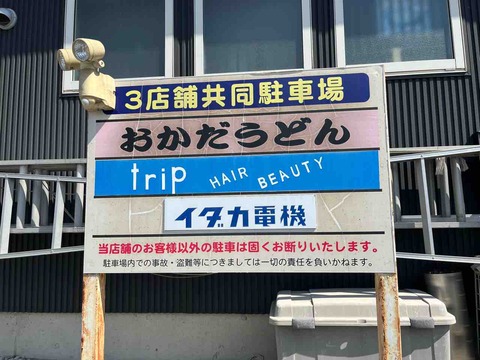 3店舗共同駐車場
おかだうどん
trip HAIR BEAUTY
イダカ電機
当店舗のお客様以外の駐車は固くお断りいたします。
駐車場内での事故・盗難等につきましては一切の責任を負いかねます。